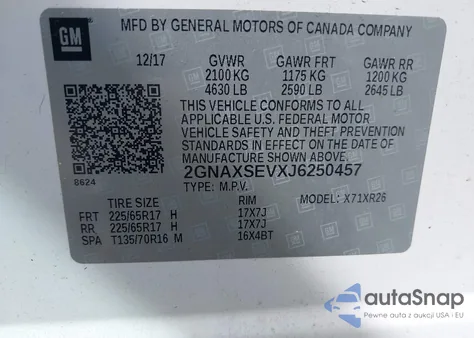 GM
MFD BY GENERAL MOTORS OF CANADA COMPANY
12/17 GVWR GAWR FRT GAWR RR
2100 KG 1175 KG 1200 KG
4630 LB 2590 LB 2645 LB
THIS VEHICLE CONFORMS TO ALL
APPLICABLE U.S. FEDERAL MOTOR
VEHICLE SAFETY AND THEFT PREVENTION
STANDARDS IN EFFECT ON THE DATE OF
MANUFACTURE SHOWN ABOVE.
8624
2GNAXSEVXJ6250457
TYPE: M.P.V. MODEL: X71XR26
TIRE SIZE RIM
FRT 225/65R17 H 17X7J
RR 225/65R17 H 17X7J
SPA T135/70R16 M 16X4BT
autoSnap
Pewne auta z USA i EU